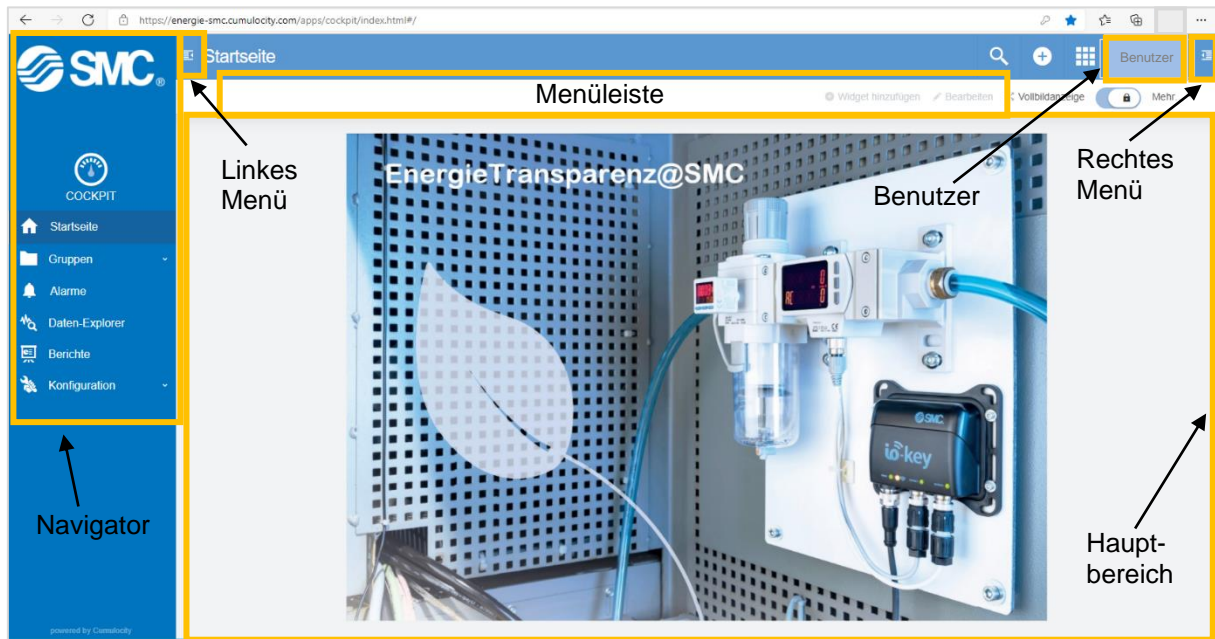 https://energie-smc.cumulocity.com/apps/cockpit/index.html#/
SMC®
Startseite
Benutzer
Menüleiste
Widget hinzufügen
Bearbeiten
Vollbildanzeige
Mehr
COCKPIT
Linkes
Menü
Benutzer
Rechtes
Menü
EnergieTransparenz@SMC
Startseite
Gruppen
Alarme
Daten-Explorer
Berichte
Konfiguration
SMC
io-key
Navigator
Haupt-
bereich
powered by Cumulocity